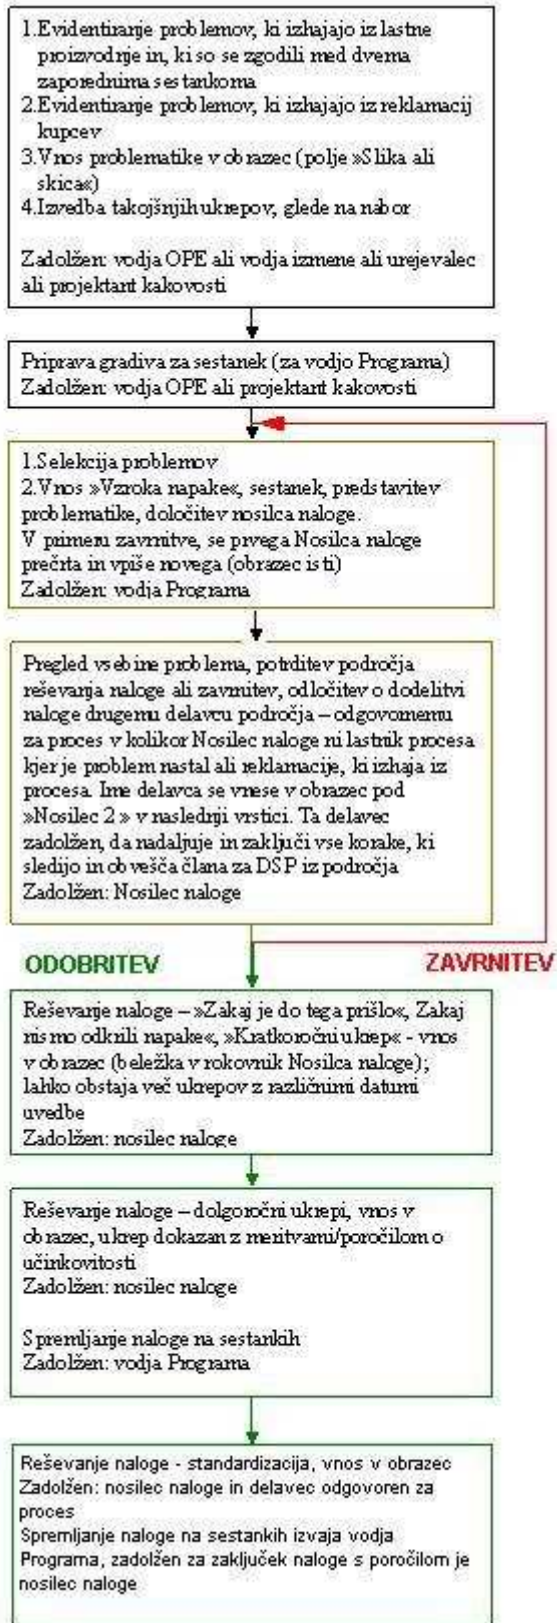 1.Evidentiranje problemov, ki izhajajo iz lastne
proizvodnje in, ki so se zgodili med dvema
zaporednima sestankoma
2.Evidentiranje problemov, ki izhajajo iz reklamacij
kupcev
3.Vnos problematike v obrazec (polje »Slika ali
skica«)
4.Izvedba takojšnjih ukrepov, glede na nabor
Zadolžen: vodja OPE ali vodja izmene ali urejevalec
ali projektant kakovosti
Priprava gradiva za sestanek (za vodjo Programa)
Zadolžen: vodja OPE ali projektant kakovosti
1.Selekcija problemov
2.Vnos »Vzroka napake«, sestanek, predstavitev
problematike, določitev nosilca naloge.
V primeru zavrnitve, se prvega Nosilca naloge
prečrta in vpiše novega (obrazec isti)
Zadolžen: vodja Programa
Pregled vsebine problema, potrditev področja
reševanja naloge ali zavrnitev, odločitev o dodelitvi
naloge drugemu delavcu področja – odgovornemu
za proces v kolikor Nosilec naloge ni lastnik procesa
kjer je problem nastal ali reklamacije, ki izhaja iz
procesa. Ime delavca se vnese v obrazec pod
»Nosilec 2 » v naslednji vrstici. Ta delavec
zadolžen, da nadaljuje in zaključi vse korake, ki
sledijo in obvešča člana za DSP iz področja
Zadolžen: Nosilec naloge
ODOBRITEV
ZAVRNITEV
Reševanje naloge – »Zakaj je do tega prišlo«, Zakaj
nismo odkrili napake«, »Kratkoročni ukrep« - vnos
v obrazec (beležka v rokovnik Nosilca naloge);
lahko obstaja več ukrepov z različnimi datumi
uvedbe
Zadolžen: nosilec naloge
Reševanje naloge – dolgoročni ukrepi, vnos v
obrazec, ukrep dokazan z meritvami/poročilom o
učinkovitosti
Zadolžen: nosilec naloge
Spremljanje naloge na sestankih
Zadolžen: vodja Programa
Reševanje naloge - standardizacija, vnos v obrazec
Zadolžen: nosilec naloge in delavec odgovoren za
proces
Spremljanje naloge na sestankih izvaja vodja
Programa, zadolžen za zaključek naloge s poročilom je
nosilec naloge